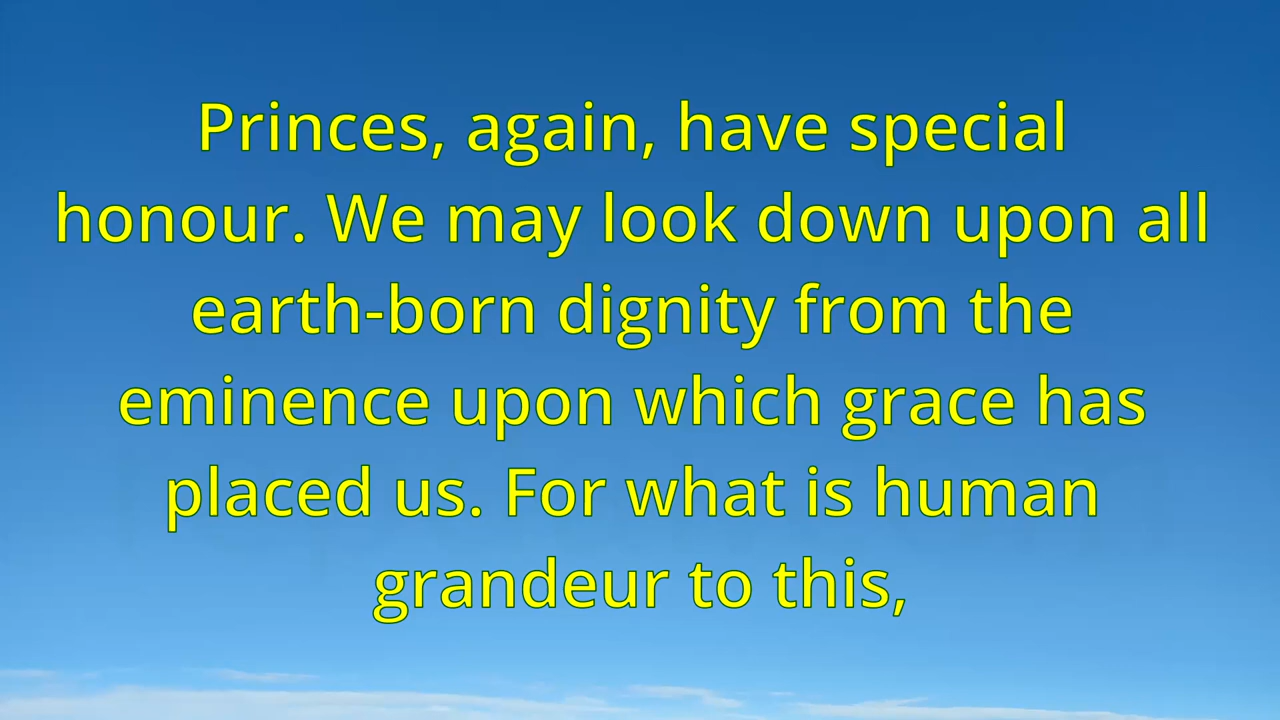 Princes, again, have special
honour. We may look down upon all
earth-born dignity from the
eminence upon which grace has
placed us. For what is human
grandeur to this,